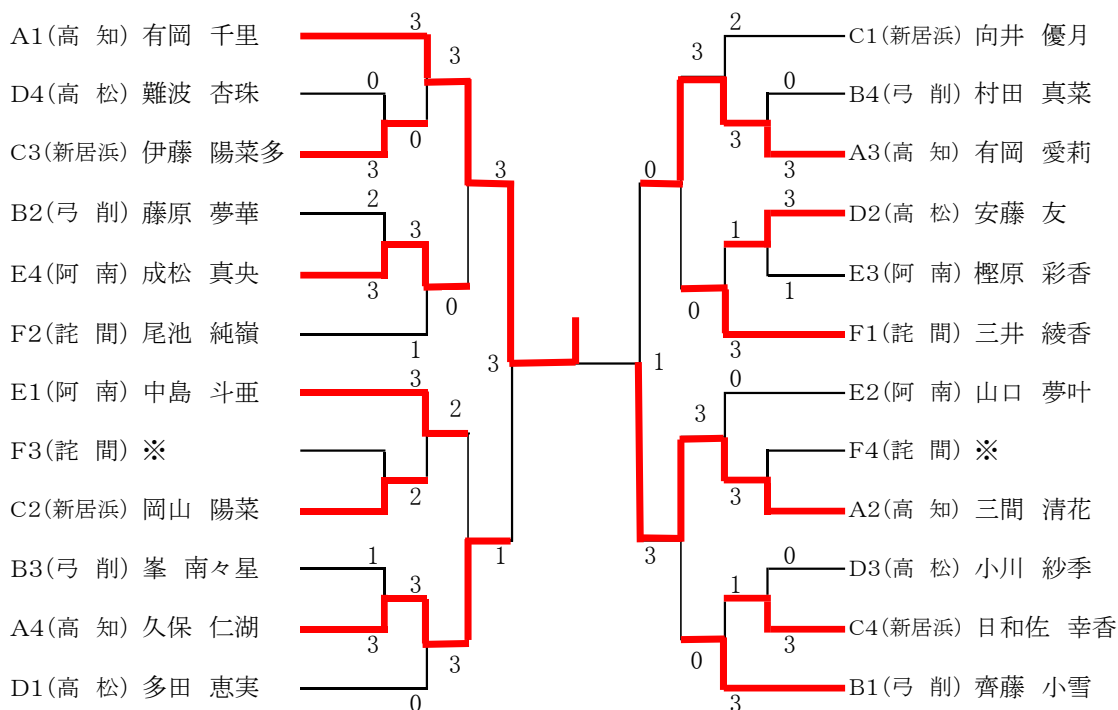 A1(高 知) 有岡 千里
D4(高 松) 難波 杏珠
C3(新居浜) 伊藤 陽菜多
B2(弓 削) 藤原 夢華
E4(阿 南) 成松 真央
F2(詫 間) 尾池 純嶺
E1(阿 南) 中島 斗亜
F3(詫 間) ※
C2(新居浜) 岡山 陽菜
B3(弓 削) 峯 南々星
A4(高 知) 久保 仁湖
D1(高 松) 多田 恵実
3
0
3
2
3
1
3
1
3
0
0
3
2
3
3
0
2
3
3
1
3
1
3
0
0
3
3
0
3
0
3
1
3
1
0
3
3
1
2
0
3
3
1
3
0
0
3
3
C1(新居浜) 向井 優月
B4(弓 削) 村田 真菜
A3(高 知) 有岡 愛莉
D2(高 松) 安藤 友
E3(阿 南) 樫原 彩香
F1(詫 間) 三井 綾香
E2(阿 南) 山口 夢叶
F4(詫 間) ※
A2(高 知) 三間 清花
D3(高 松) 小川 紗季
C4(新居浜) 日和佐 幸香
B1(弓 削) 齊藤 小雪